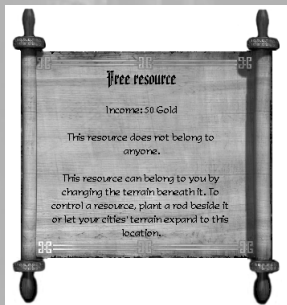 Free resource
Income: 50 Gold
This resource does not belong to
anyone.
This resource can belong to you by
changing the terrain beneath it. To
control a resource, plant a rod beside it
or let your cities' terrain expand to this
location.